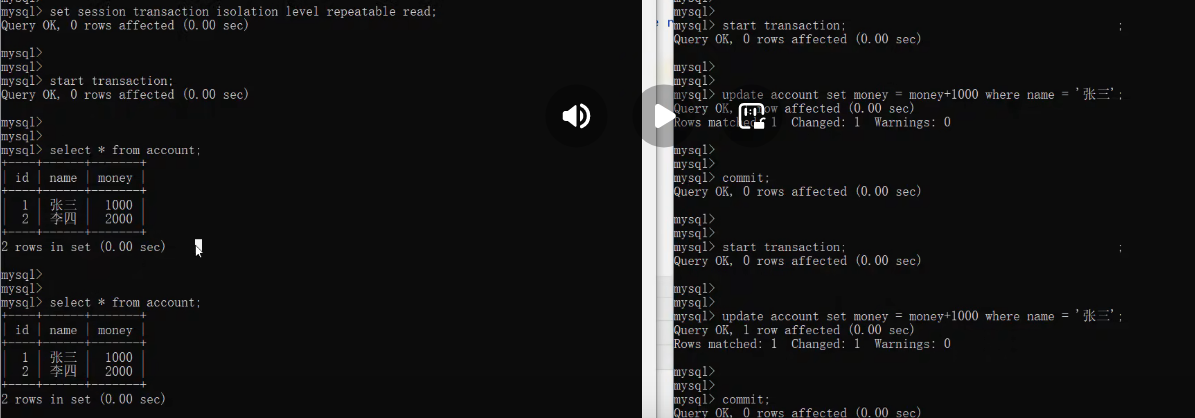 mysql> set session transaction isolation level repeatable read;
Query OK, 0 rows affected (0.00 sec)
mysql>
mysql>
mysql> start transaction;
Query OK, 0 rows affected (0.00 sec)
mysql>
mysql>
mysql> select * from account;
+----+------+-------+
| id | name | money |
+----+------+-------+
| 1 | 张三 | 1000 |
| 2 | 李四 | 2000 |
+----+------+-------+
2 rows in set (0.00 sec)
mysql>
mysql>
mysql> select * from account;
+----+------+-------+
| id | name | money |
+----+------+-------+
| 1 | 张三 | 1000 |
| 2 | 李四 | 2000 |
+----+------+-------+
2 rows in set (0.00 sec)
mysql>
mysql> start transaction; ;
Query OK, 0 rows affected (0.00 sec)
mysql>
mysql>
mysql> update account set money = money+1000 where name = '张三';
Query OK, row affected (0.00 sec)
Rows matched: 1 Changed: 1 Warnings: 0
mysql>
mysql>
mysql> commit;
Query OK, 0 rows affected (0.00 sec)
mysql>
mysql>
mysql> start transaction; ;
Query OK, 0 rows affected (0.00 sec)
mysql>
mysql>
mysql> update account set money = money+1000 where name = '张三';
Query OK, 1 row affected (0.00 sec)
Rows matched: 1 Changed: 1 Warnings: 0
mysql>
mysql>
mysql> commit;
Query OK, 0 rows affected (0.00 sec)